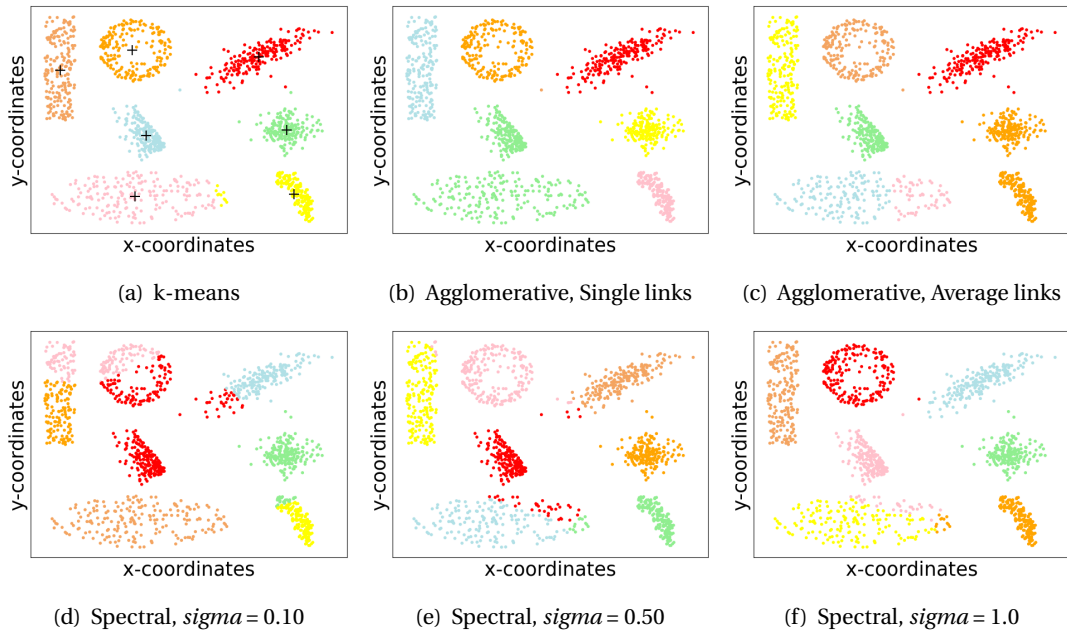 y-coordinates
x-coordinates
(a) k-means
y-coordinates
x-coordinates
(b) Agglomerative, Single links
y-coordinates
x-coordinates
(c) Agglomerative, Average links
y-coordinates
x-coordinates
(d) Spectral, sigma = 0.10
y-coordinates
x-coordinates
(e) Spectral, sigma = 0.50
y-coordinates
x-coordinates
(f) Spectral, sigma = 1.0